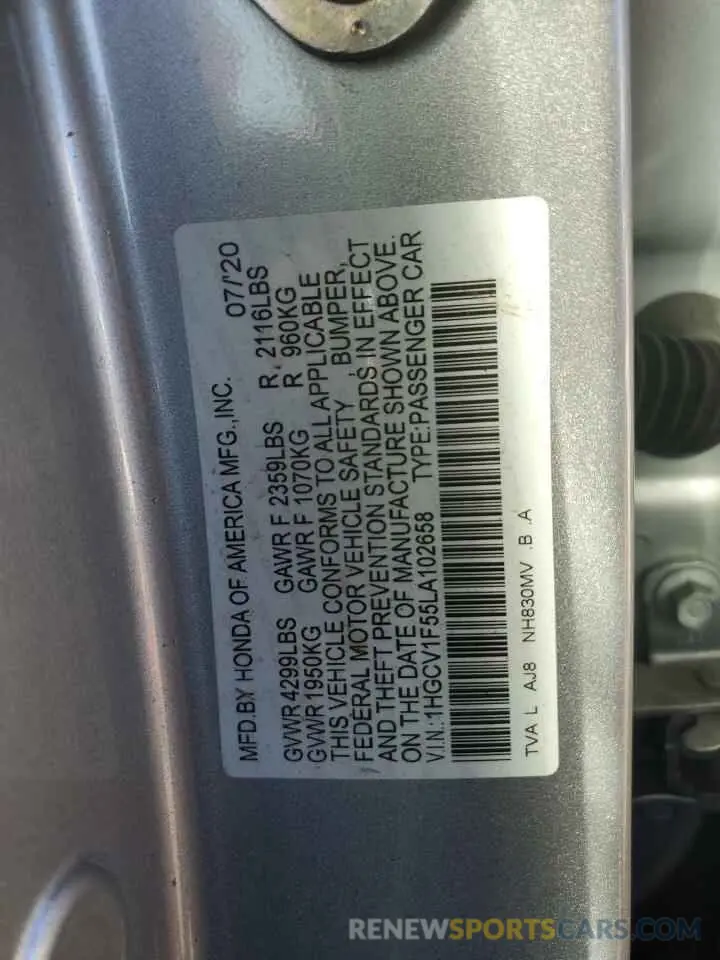 MFD.BY HONDA OF AMERICA MFG.,INC. 07/'20
GVWR 4299LBS GAWR F 2359LBS R 2116LBS
GVWR 1950KG GAWR F 1070KG R 960KG
THIS VEHICLE CONFORMS TO ALL APPLICABLE
FEDERAL MOTOR VEHICLE SAFETY , BUMPER,
AND THEFT PREVENTION STANDARDS IN EFFECT
ON THE DATE OF MANUFACTURE SHOWN ABOVE.
V.I.N.:1HGCV1F55LA102658 TYPE:PASSENGER CAR
NH830MV .B .A
TVA L AJ8
RENEWSPORTSCARS.COM